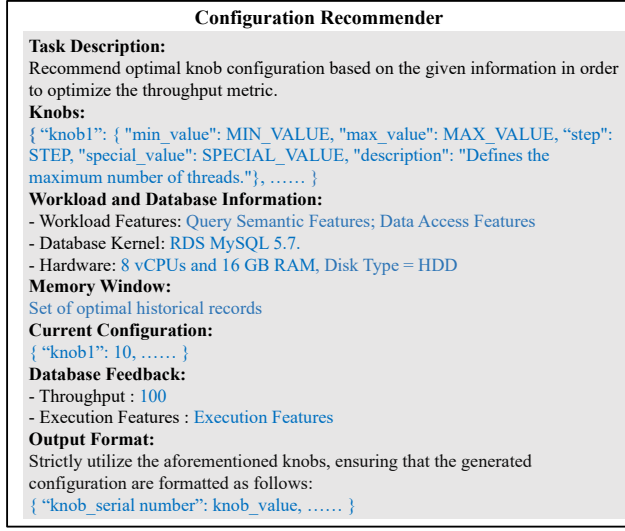 Configuration Recommender
Task Description:
Recommend optimal knob configuration based on the given information in order
to optimize the throughput metric.
Knobs:
{ “knob1”: { "min_value": MIN_VALUE, "max_value": MAX_VALUE, “step”:
STEP, "special_value": SPECIAL_VALUE, "description": "Defines the
maximum number of threads."}, …… }
Workload and Database Information:
- Workload Features: Query Semantic Features; Data Access Features
- Database Kernel: RDS MySQL 5.7.
- Hardware: 8 vCPUs and 16 GB RAM, Disk Type = HDD
Memory Window:
Set of optimal historical records
Current Configuration:
{ “knob1”: 10, …… }
Database Feedback:
- Throughput : 100
- Execution Features : Execution Features
Output Format:
Strictly utilize the aforementioned knobs, ensuring that the generated
configuration are formatted as follows:
{ “knob_serial number”: knob_value, …… }